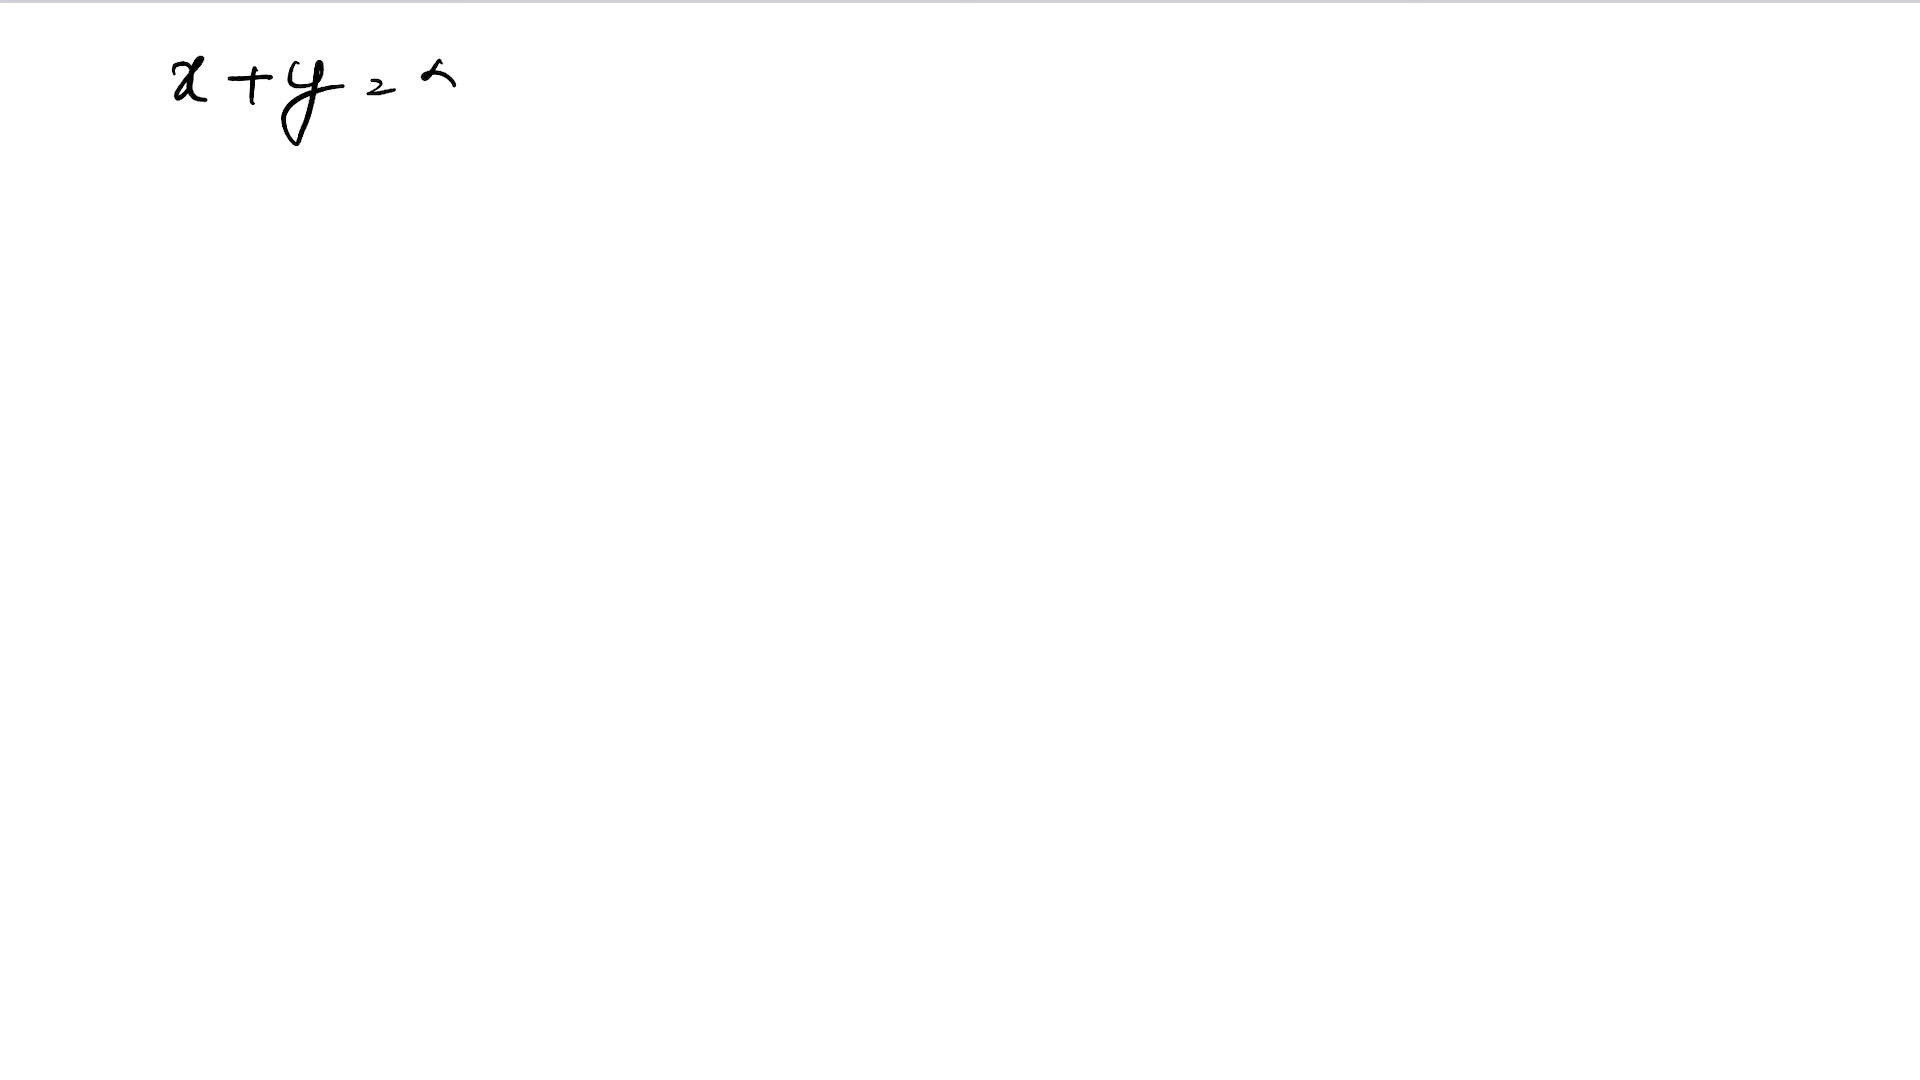 x + y =